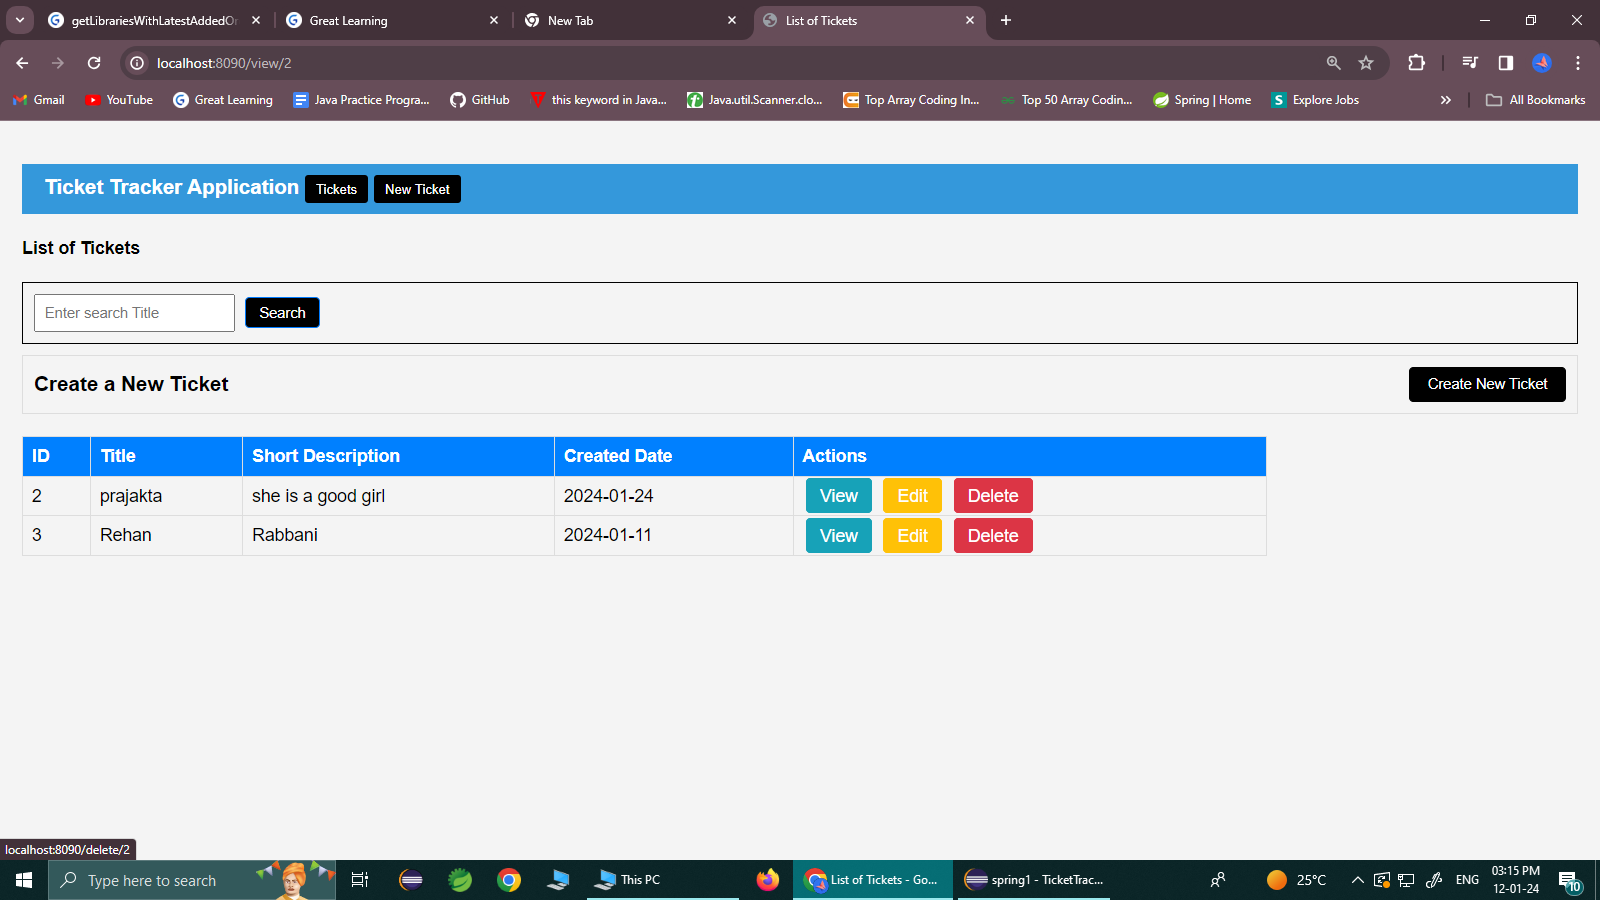 getLibrariesWithLatestAddedOr
Great Learning
New Tab
List of Tickets
localhost:8090/view/2
Gmail
YouTube
Great Learning
Java Practice Progra...
GitHub
this keyword in Java...
Java.util.Scanner.clo...
Top Array Coding In...
Top 50 Array Codin...
Spring | Home
Explore Jobs
All Bookmarks
Ticket Tracker Application Tickets New Ticket
List of Tickets
Enter search Title Search
Create a New Ticket Create New Ticket
ID Title Short Description Created Date Actions
2 prajakta she is a good girl 2024-01-24 View Edit Delete
3 Rehan Rabbani 2024-01-11 View Edit Delete
localhost:8090/delete/2
Type here to search
This PC
List of Tickets - Go...
spring1 - TicketTrac...
25°C
ENG
03:15 PM
12-01-24
10